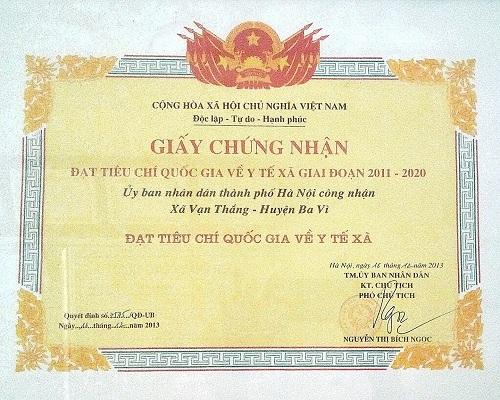 CỘNG HÒA XÃ HỘI CHỦ NGHĨA VIỆT NAM
Độc lập - Tự do - Hạnh phúc
GIẤY CHỨNG NHẬN
ĐẠT TIÊU CHÍ QUỐC GIA VỀ Y TẾ XÃ GIAI ĐOẠN 2011 - 2020
Ủy ban nhân dân thành phố Hà Nội công nhận
Xã Vạn Thắng - Huyện Ba Vì
ĐẠT TIÊU CHÍ QUỐC GIA VỀ Y TẾ XÃ
Hà Nội, ngày tháng năm 2013
TM.ỦY BAN NHÂN DÂN
KT. CHỦ TỊCH
PHÓ CHỦ TỊCH
Quyết định số /QĐ-UB
Ngày tháng 2013
NGUYỄN THỊ BÍCH NGỌC